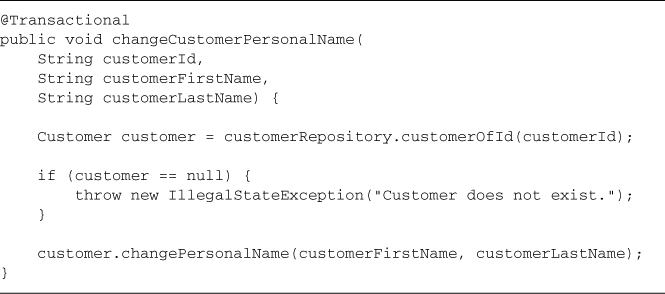 @Transactional
public void changeCustomerPersonalName(
    String customerId,
    String customerFirstName,
    String customerLastName) {

    Customer customer = customerRepository.customerOfId(customerId);

    if (customer == null) {
        throw new IllegalStateException("Customer does not exist.");
    }

    customer.changePersonalName(customerFirstName, customerLastName);
}